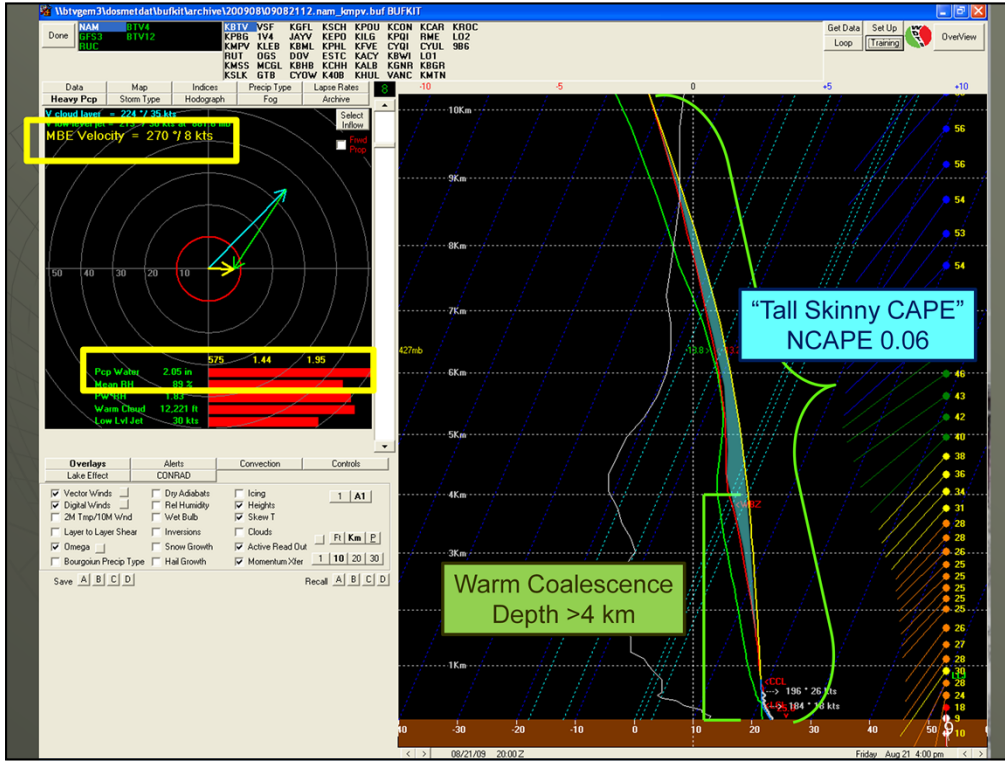 \\btvgem3\dosmetdat\bufkit\archive\200908\09082112.nam_kmpv.buf BUFKIT
Done
NAM BTV4
GFS3 BTV12
RUC
KBTV VSF KGFL KSCH KPOU KCON KCAR KROC
KPBG 1V4 JAYV KEPO KILG KPQI RME LO2
KMPV KLEB KBML KPHL KFVE CYQI CYUL 9B6
RUT OGS DOV ESTC KACY KBWI LOT
KMSS MCGL KBHB KCHH KALB KGNR KBGR
KSLK GTB CYOW K40B KHUL VANC KMTN
Get Data Set Up
Loop Training
OverView
Data Map Indices Precip Type Lapse Rates
Heavy Pcp Storm Type Hodograph Fog Archive
8
V cloud layer = 224 °/ 35 kts
MBE Velocity = 270 °/ 8 kts
Select
Inflow
Fwd
Prop
50 40 30 20 10
575 1.44 1.95
Pcp Water 2.05 in
Mean RH 89 %
PW*RH 1.83
Warm Cloud 12,221 ft
Low Lvl Jet 30 kts
Overlays Alerts Convection Controls
Lake Effect CONRAD
Vector Winds Dry Adiabats Icing 1 A1
Digital Winds Rel Humidity Heights
2M Tmp/10M Wnd Wet Bulb Skew T
Layer to Layer Shear Inversions Clouds Ft Km P
Omega Snow Growth Active Read Out
Bourgoiun Precip Type Hail Growth Momentum Xfer 1 10 20 30
Save A B C D Recall A B C D
-10 -5 0 +5 +10
10Km
9Km
8Km
7Km
427mb
6Km
5Km
4Km
3Km
1Km
"Tall Skinny CAPE"
NCAPE 0.06
Warm Coalescence
Depth >4 km
<WBZ
<CCL
196 ° 26 kts
184 ° 18 kts
56
56
54
53
54
46
43
42
40
38
36
34
31
28
28
26
25
25
25
25
26
27
28
30
28
24
18
9
10
-30 -20 -10 0 10 20 30 40 50
08/21/09 20:00Z Friday Aug 21 4:00 pm